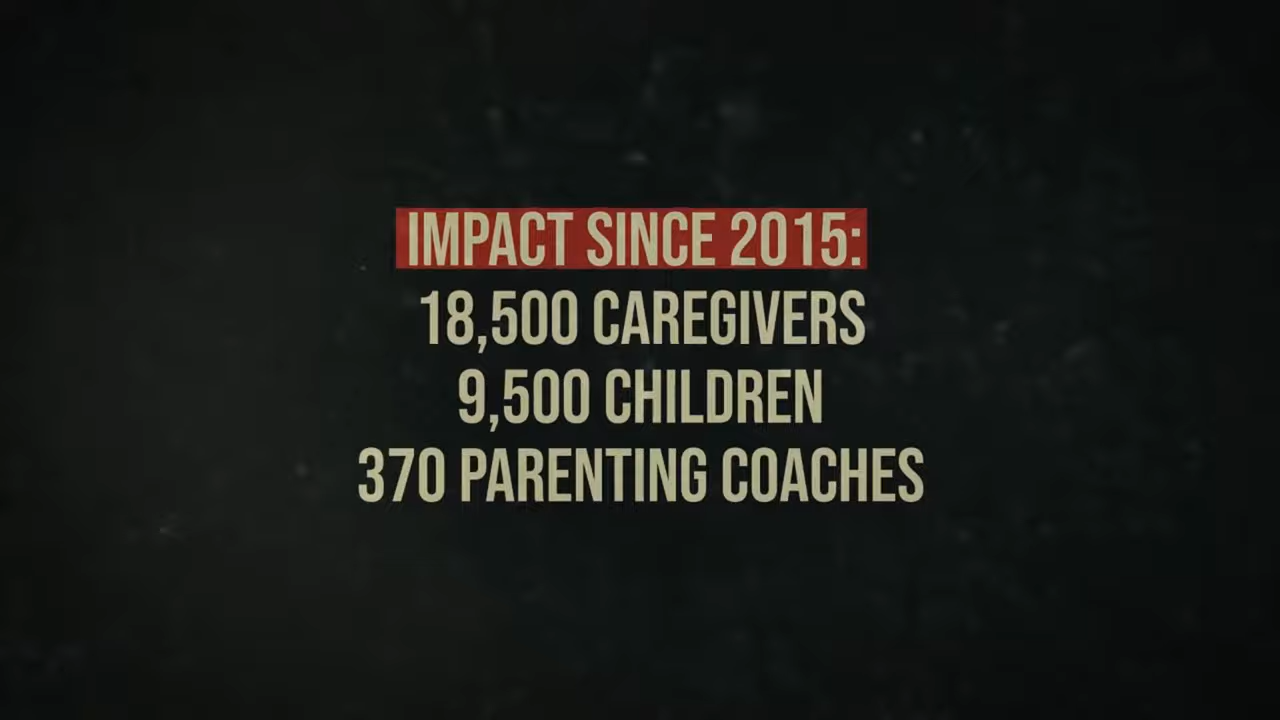 IMPACT SINCE 2015:
18,500 CAREGIVERS
9,500 CHILDREN
370 PARENTING COACHES